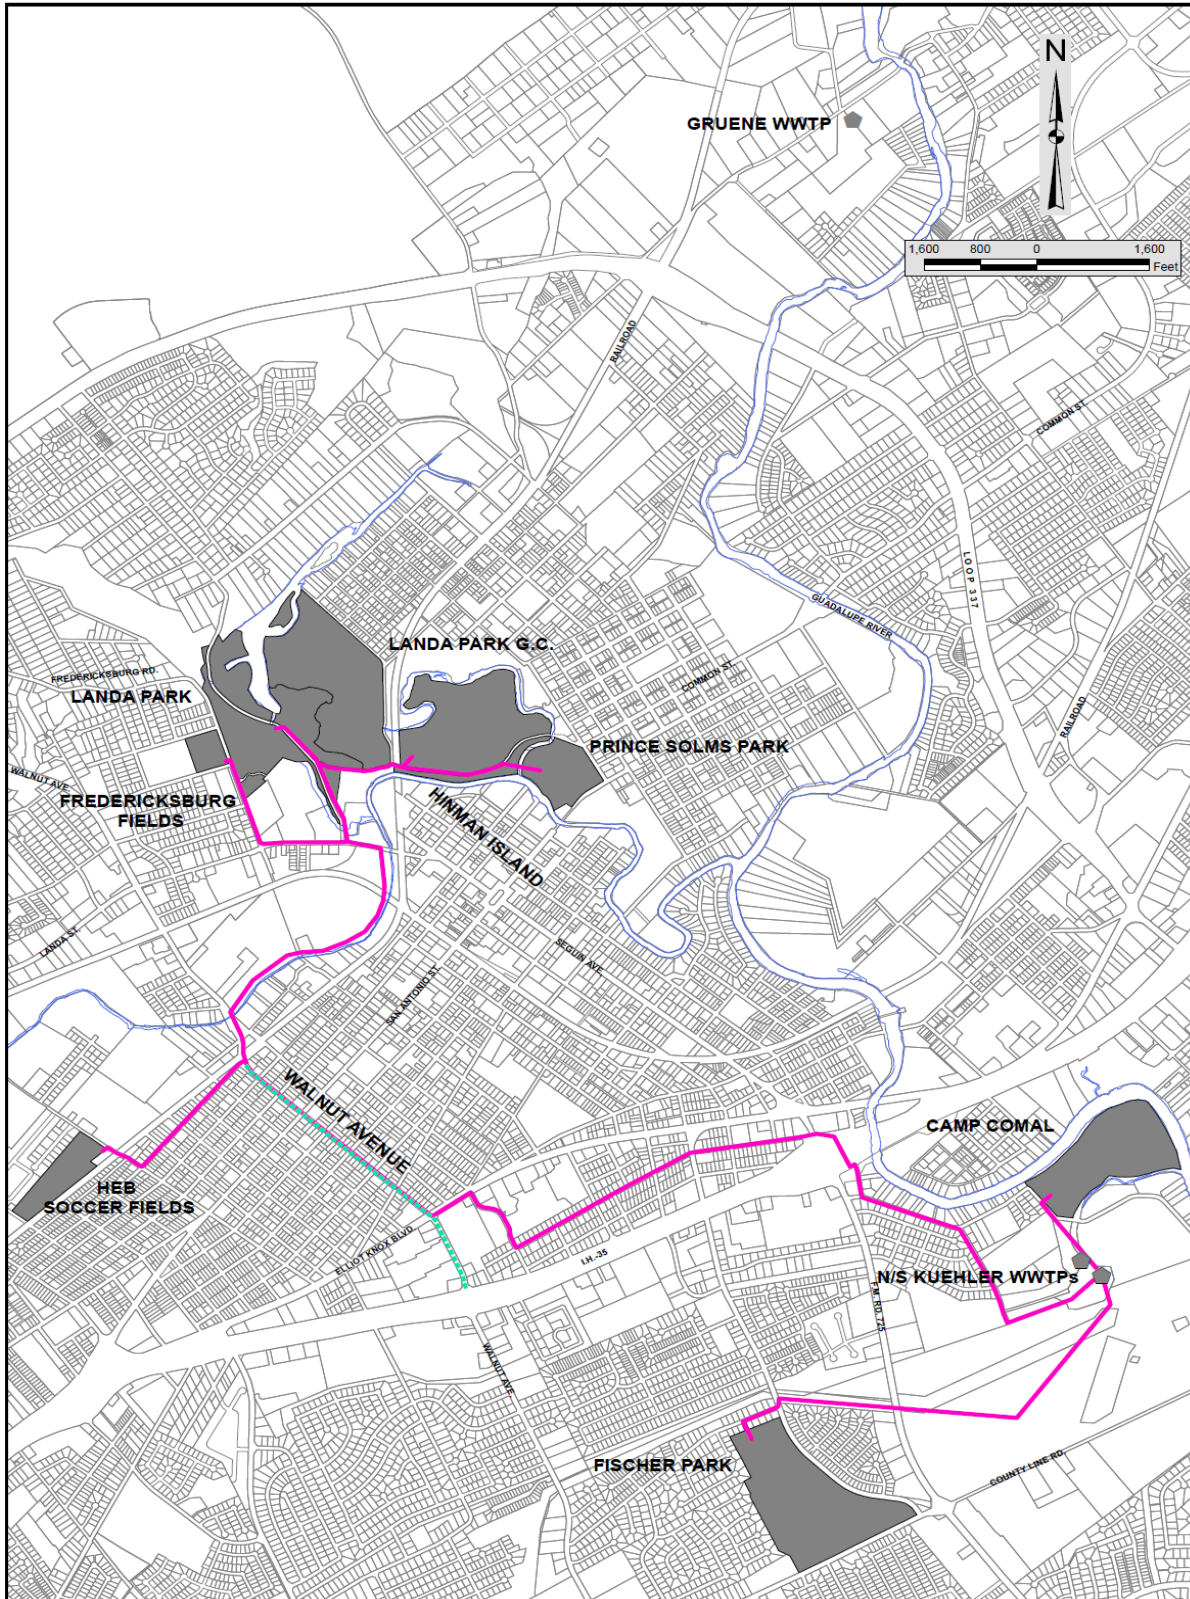 N
GRUENE WWTP
1,600 800 0 1,600
Feet
RAILROAD
COMMON ST.
LOOP 337
GUADALUPE RIVER
LANDA PARK G.C.
FREDERICKSBURG RD.
LANDA PARK
COMMON ST.
RAILROAD
PRINCE SOLMS PARK
WALNUT AVE.
FREDERICKSBURG
FIELDS
HINMAN ISLAND
LANDA ST.
SEGUIN AVE.
SAN ANTONIO ST.
WALNUT AVENUE
CAMP COMAL
HEB
SOCCER FIELDS
ELLIOT KNOX BLVD.
I.H.-35
N/S KUEHLER WWTPs
F.M. RD. 725
WALNUT AVE.
FISCHER PARK
COUNTY LINE RD.